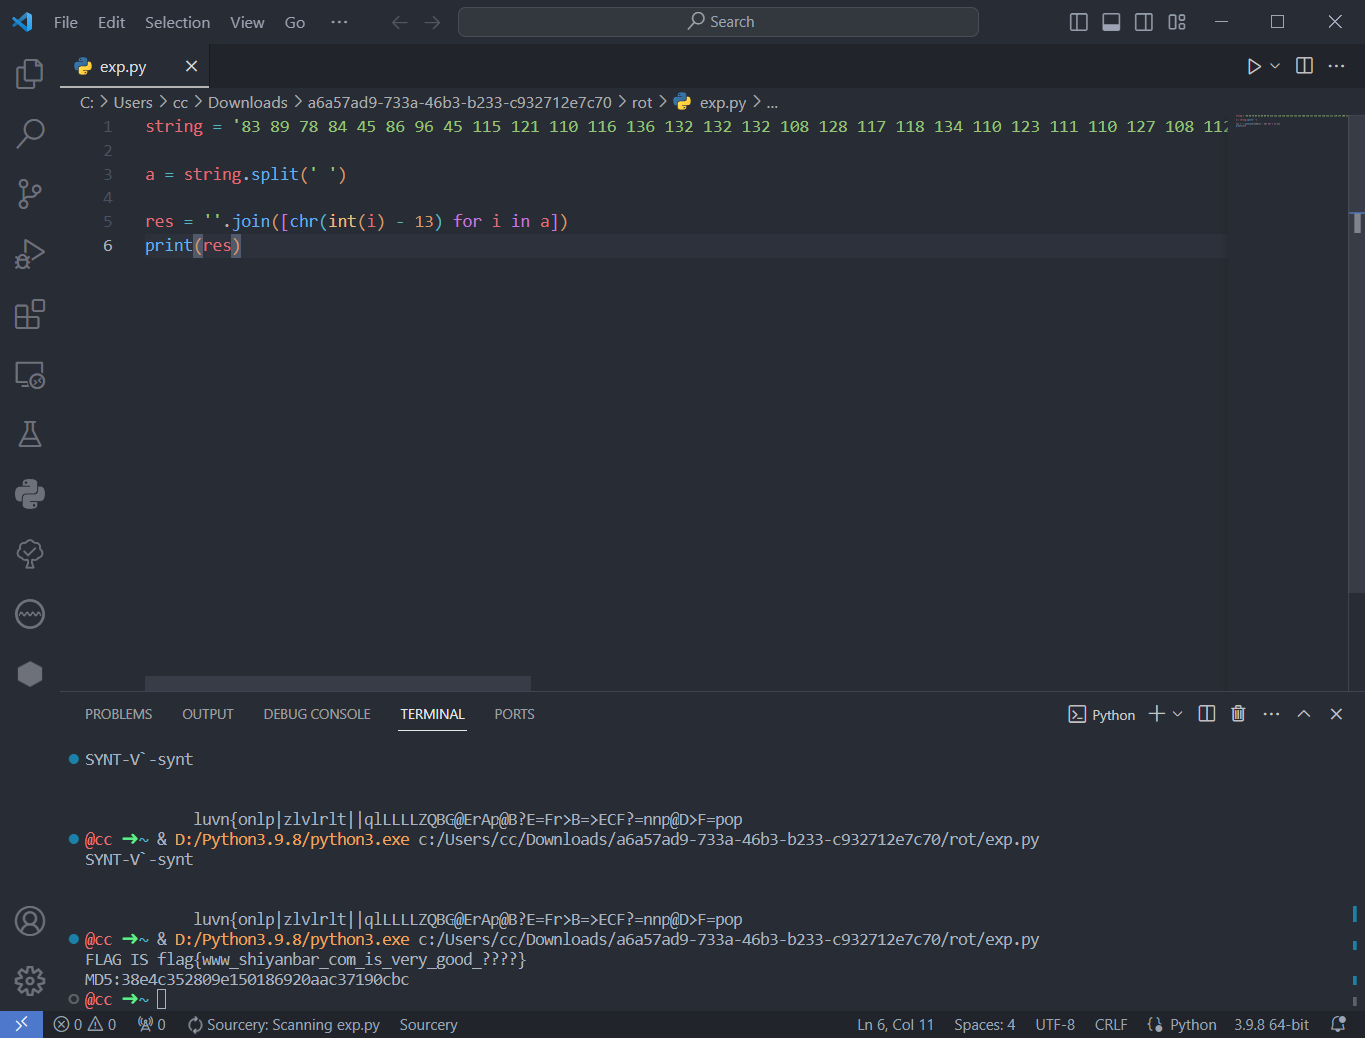 File Edit Selection View Go ··· Search
exp.py
C: > Users > cc > Downloads > a6a57ad9-733a-46b3-b233-c932712e7c70 > rot > exp.py > ...
1 string = '83 89 78 84 45 86 96 45 115 121 110 116 136 132 132 132 108 128 117 118 134 110 123 111 110 127 108 112
2
3 a = string.split(' ')
4
5 res = ''.join([chr(int(i) - 13) for i in a])
6 print(res)
PROBLEMS OUTPUT DEBUG CONSOLE TERMINAL PORTS Python
SYNT-V`-synt
luvn{onlp|zlvlrlt||qlLLLLZQBG@ErAp@B?E=Fr>B=>ECF?=nnp@D>F=pop
@cc ➜~ & D:/Python3.9.8/python3.exe c:/Users/cc/Downloads/a6a57ad9-733a-46b3-b233-c932712e7c70/rot/exp.py
SYNT-V`-synt
luvn{onlp|zlvlrlt||qlLLLLZQBG@ErAp@B?E=Fr>B=>ECF?=nnp@D>F=pop
@cc ➜~ & D:/Python3.9.8/python3.exe c:/Users/cc/Downloads/a6a57ad9-733a-46b3-b233-c932712e7c70/rot/exp.py
FLAG IS flag{www_shiyanbar_com_is_very_good_????}
MD5:38e4c352809e150186920aac37190cbc
@cc ➜~
0 0 0 Sourcery: Scanning exp.py Sourcery Ln 6, Col 11 Spaces: 4 UTF-8 CRLF Python 3.9.8 64-bit